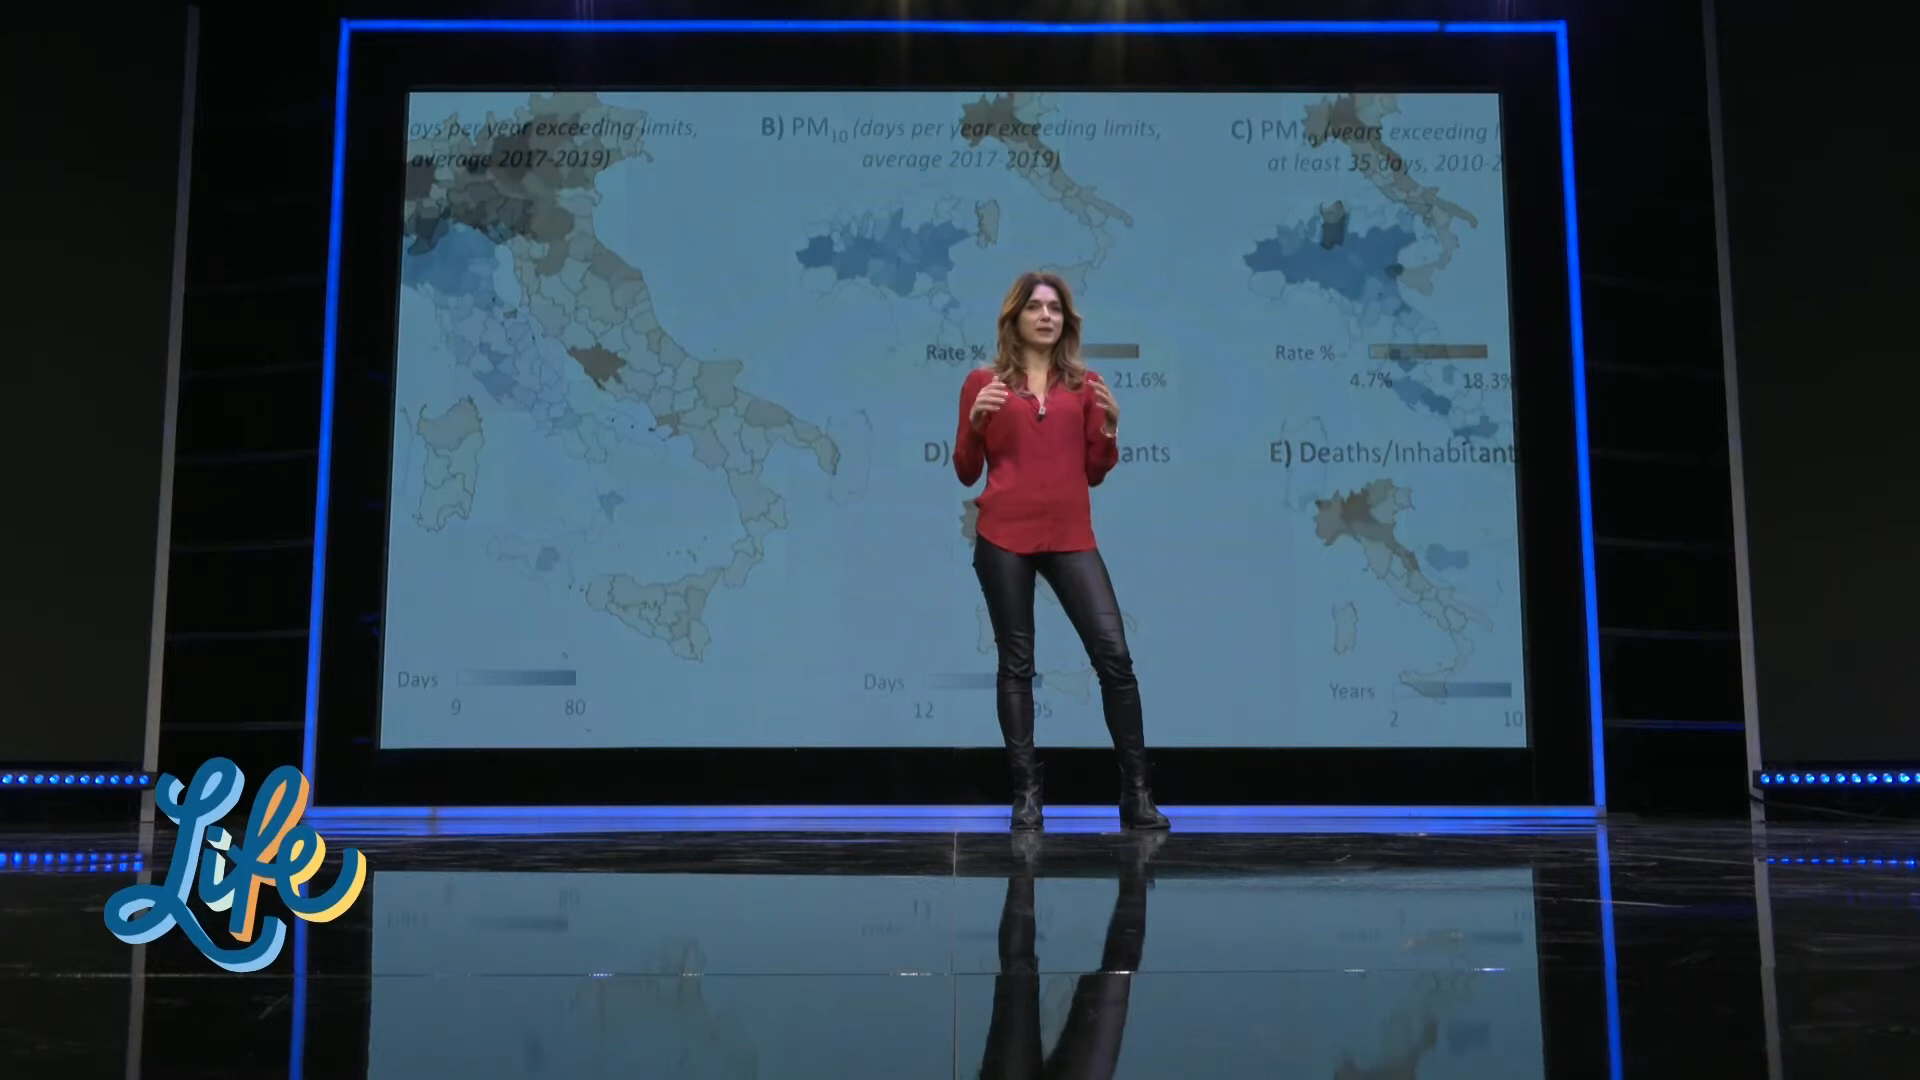 ays per year exceeding limits,
average 2017-2019)
B) PM10 (days per year exceeding limits,
average 2017-2019)
C) PM10 (years exceeding
at least 35 days, 2010-2
Rate %
21.6%
Rate %
4.7% 18.3%
D)
ants
E) Deaths/Inhabitant
Days
9 80
Days
12 95
Years
2 10
Life